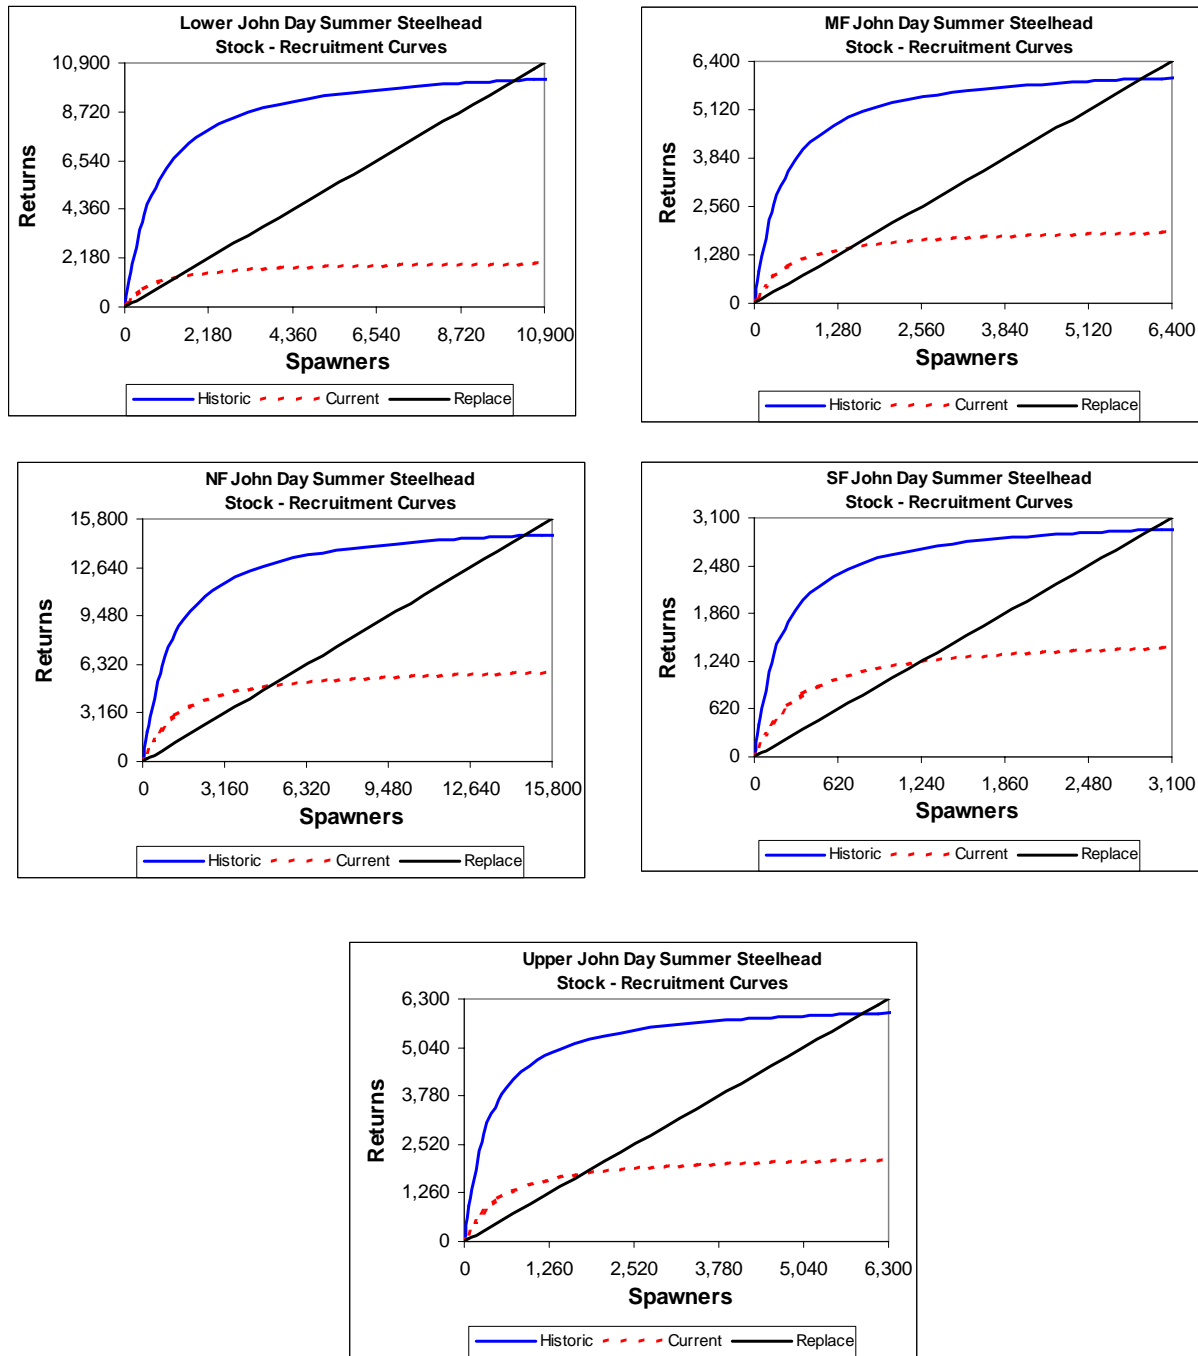 Lower John Day Summer Steelhead
Stock - Recruitment Curves
10,900
8,720
6,540
4,360
2,180
0
Returns
0 2,180 4,360 6,540 8,720 10,900
Spawners
Historic Current Replace
MF John Day Summer Steelhead
Stock - Recruitment Curves
6,400
5,120
3,840
2,560
1,280
0
Returns
0 1,280 2,560 3,840 5,120 6,400
Spawners
Historic Current Replace
NF John Day Summer Steelhead
Stock - Recruitment Curves
15,800
12,640
9,480
6,320
3,160
0
Returns
0 3,160 6,320 9,480 12,640 15,800
Spawners
Historic Current Replace
SF John Day Summer Steelhead
Stock - Recruitment Curves
3,100
2,480
1,860
1,240
620
0
Returns
0 620 1,240 1,860 2,480 3,100
Spawners
Historic Current Replace
Upper John Day Summer Steelhead
Stock - Recruitment Curves
6,300
5,040
3,780
2,520
1,260
0
Returns
0 1,260 2,520 3,780 5,040 6,300
Spawners
Historic Current Replace